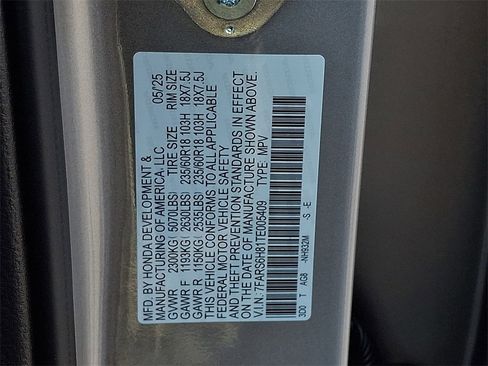 MFD. BY HONDA DEVELOPMENT & 05/25
MANUFACTURING OF AMERICA, LLC
TIRE SIZE RIM SIZE
GVWR 2300KG( 5070LBS)
GAWR F 1193KG( 2630LBS) 235/60R18 103H 18X7.5J
GAWR R 1150KG( 2535LBS) 235/60R18 103H 18X7.5J
THIS VEHICLE CONFORMS TO ALL APPLICABLE
FEDERAL MOTOR VEHICLE SAFETY
AND THEFT PREVENTION STANDARDS IN EFFECT
ON THE DATE OF MANUFACTURE SHOWN ABOVE.
V.I.N.: 7FARS6H81TE005409 TYPE: MPV
3D0 T AG8 -NH932M -S -E